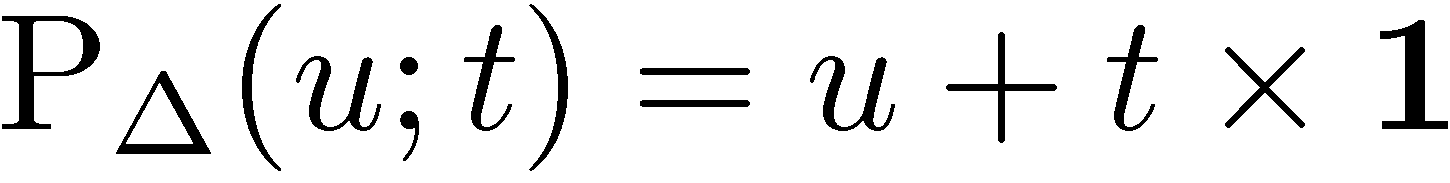 P_Δ(u; t) = u + t × 𝟏